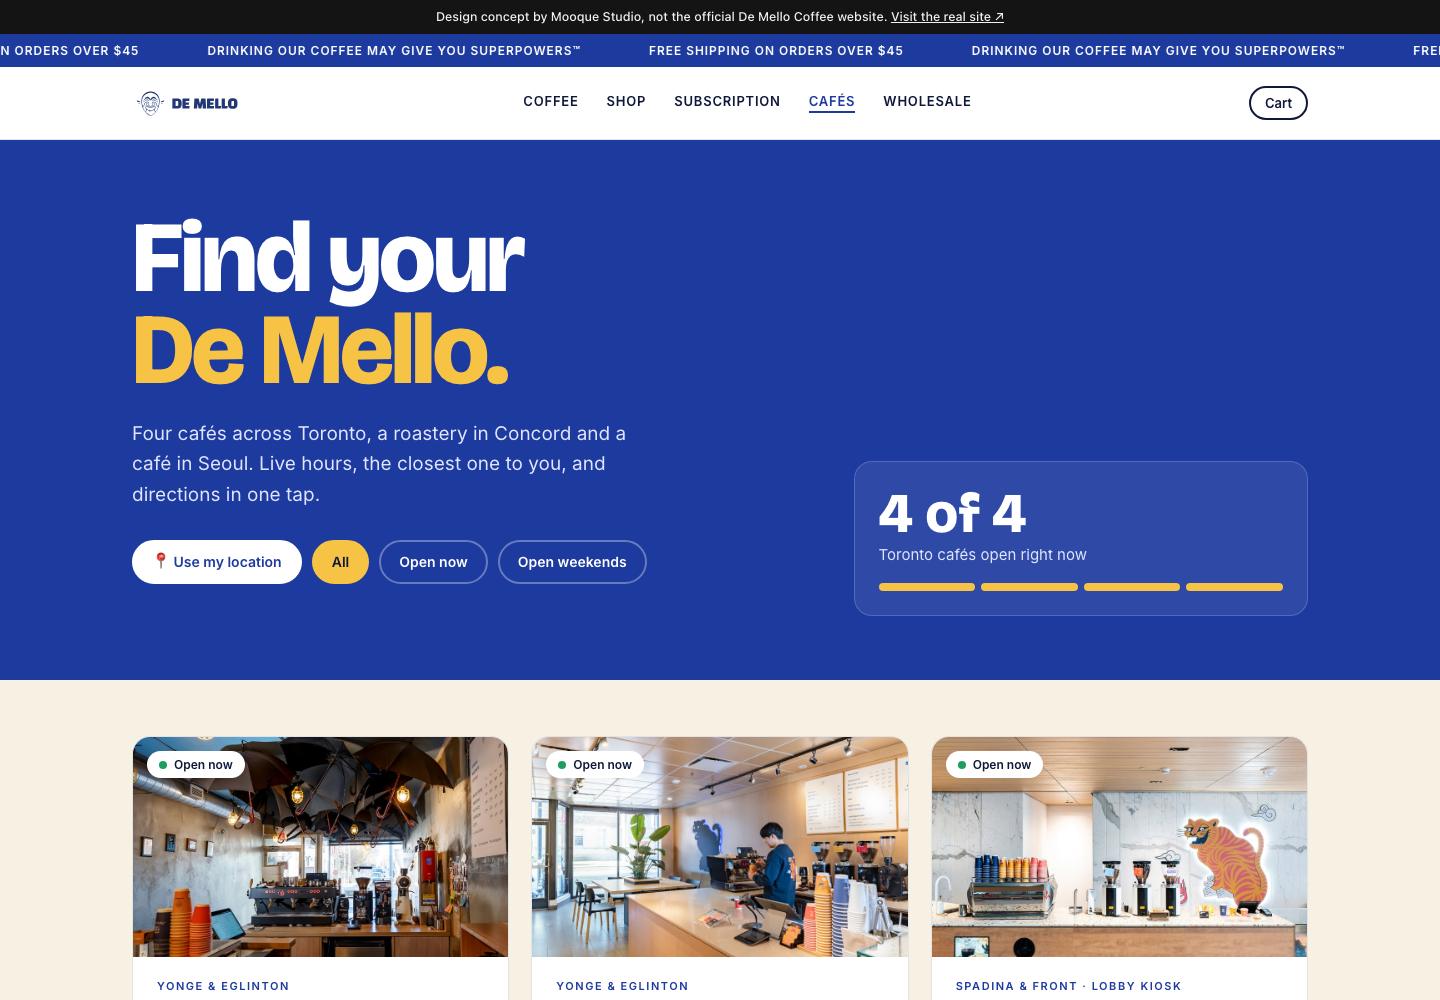 Design concept by Mooque Studio, not the official De Mello Coffee website. Visit the real site ↗
N ORDERS OVER $45 DRINKING OUR COFFEE MAY GIVE YOU SUPERPOWERS™ FREE SHIPPING ON ORDERS OVER $45 DRINKING OUR COFFEE MAY GIVE YOU SUPERPOWERS™ FREE
DE MELLO COFFEE SHOP SUBSCRIPTION CAFÉS WHOLESALE Cart
Find your
De Mello.
Four cafés across Toronto, a roastery in Concord and a
café in Seoul. Live hours, the closest one to you, and
directions in one tap.
4 of 4
Toronto cafés open right now
📍 Use my location All Open now Open weekends
Open now Open now Open now
YONGE & EGLINTON YONGE & EGLINTON SPADINA & FRONT · LOBBY KIOSK